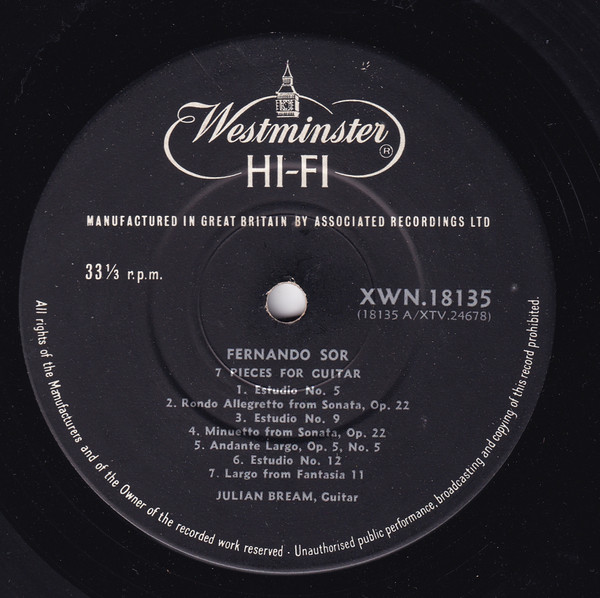 Westminster ®
HI-FI
MANUFACTURED IN GREAT BRITAIN BY ASSOCIATED RECORDINGS LTD
33⅓ r.p.m.
XWN.18135
(18135 A/XTV.24678)
FERNANDO SOR
7 PIECES FOR GUITAR
1. Estudio No. 5
2. Rondo Allegretto from Sonata, Op. 22
3. Estudio No. 9
4. Minuetto from Sonata, Op. 22
5. Andante Largo, Op. 5, No. 5
6. Estudio No. 12
7. Largo from Fantasia 11
JULIAN BREAM, Guitar
All rights of the Manufacturers and of the Owner of the recorded work reserved · Unauthorised public performance, broadcasting and copying of this record prohibited.